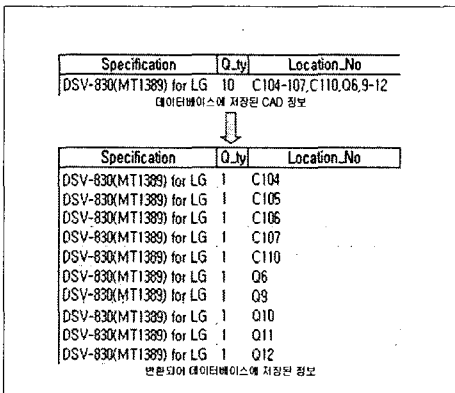 Specification Q_ty Location_No
DSV-830(MT1389) for LG 10 C104-107,C110,Q6,9-12
데이터베이스에 저장된 CAD 정보
Specification Q_ty Location_No
DSV-830(MT1389) for LG 1 C104
DSV-830(MT1389) for LG 1 C105
DSV-830(MT1389) for LG 1 C106
DSV-830(MT1389) for LG 1 C107
DSV-830(MT1389) for LG 1 C110
DSV-830(MT1389) for LG 1 Q6
DSV-830(MT1389) for LG 1 Q9
DSV-830(MT1389) for LG 1 Q10
DSV-830(MT1389) for LG 1 Q11
DSV-830(MT1389) for LG 1 Q12
변환되어 데이터베이스에 저장된 정보